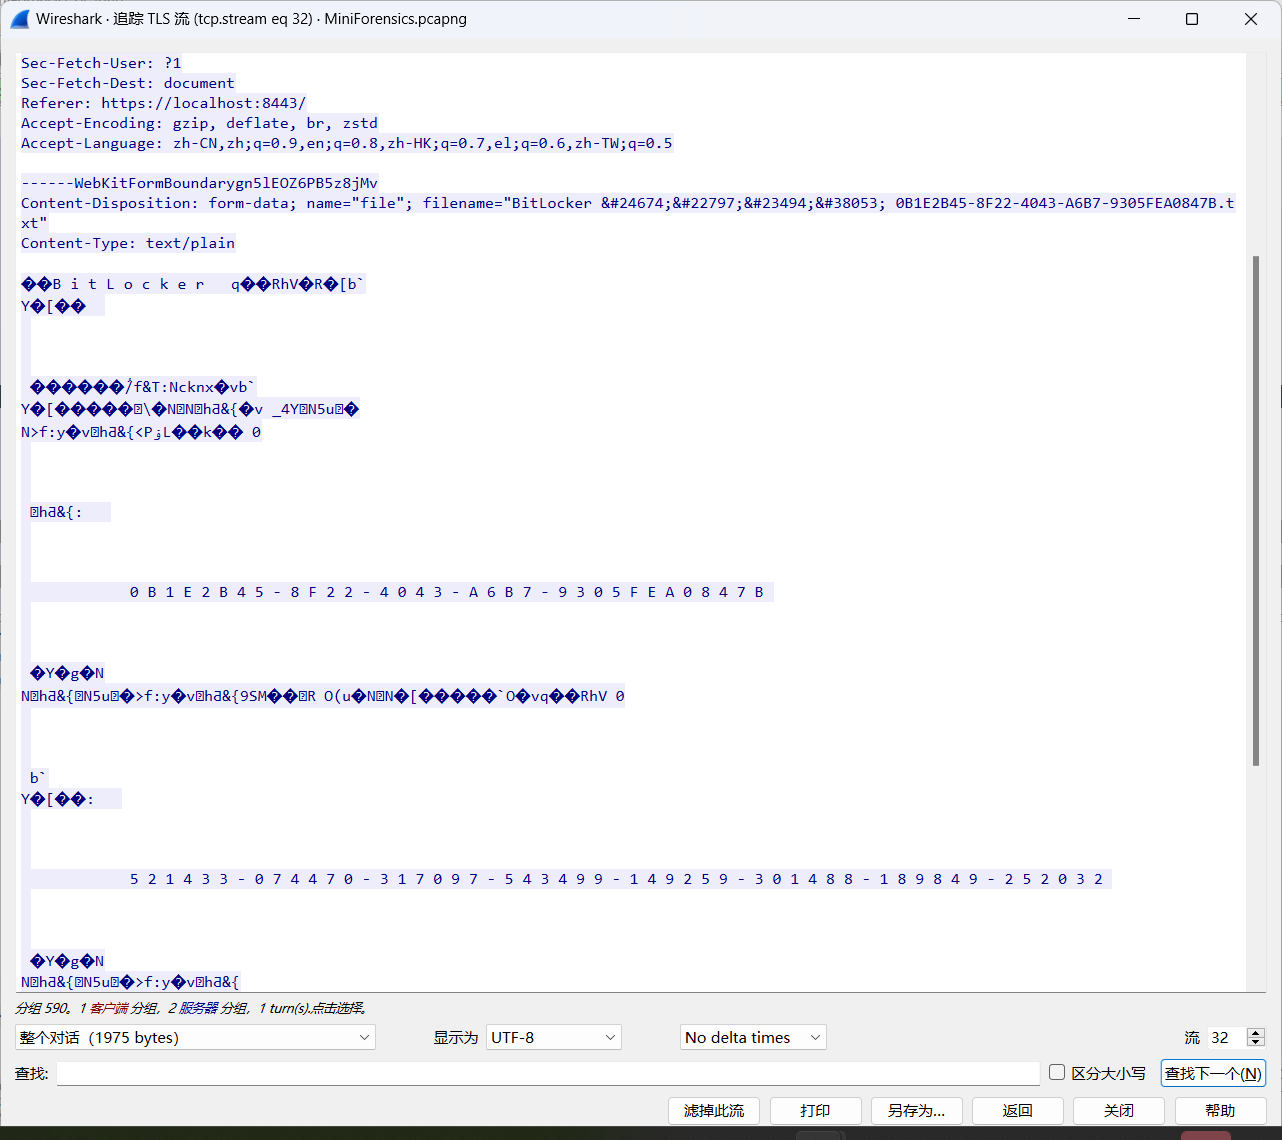 Wireshark · 追踪 TLS 流 (tcp.stream eq 32) · MiniForensics.pcapng
Sec-Fetch-User: ?1
Sec-Fetch-Dest: document
Referer: https://localhost:8443/
Accept-Encoding: gzip, deflate, br, zstd
Accept-Language: zh-CN,zh;q=0.9,en;q=0.8,zh-HK;q=0.7,el;q=0.6,zh-TW;q=0.5
------WebKitFormBoundarygn5lEOZ6PB5z8jMv
Content-Disposition: form-data; name="file"; filename="BitLocker &#24674;&#22797;&#23494;&#38053; 0B1E2B45-8F22-4043-A6B7-9305FEA0847B.t
xt"
Content-Type: text/plain
��B i t L o c k e r   q��RhV�R�[b`
Y�[��
������/f&T:Ncknx�vb`
Y�[�����\�NNh&{�v _4YN5u�
N>f:y�vh&{<PL��k�� 0
h&{:
0 B 1 E 2 B 4 5 - 8 F 2 2 - 4 0 4 3 - A 6 B 7 - 9 3 0 5 F E A 0 8 4 7 B
�Y�g�N
Nh&{N5u�>f:y�vh&{9SM��R O(u�NN�[�����`O�vq��RhV 0
b`
Y�[��:
5 2 1 4 3 3 - 0 7 4 4 7 0 - 3 1 7 0 9 7 - 5 4 3 4 9 9 - 1 4 9 2 5 9 - 3 0 1 4 8 8 - 1 8 9 8 4 9 - 2 5 2 0 3 2
�Y�g�N
Nh&{N5u�>f:y�vh&{
分组 590。1 客户端 分组，2 服务器 分组，1 turn(s).点击选择。
整个对话（1975 bytes） 显示为 UTF-8 No delta times 流 32
查找: 区分大小写 查找下一个(N)
滤掉此流 打印 另存为... 返回 关闭 帮助